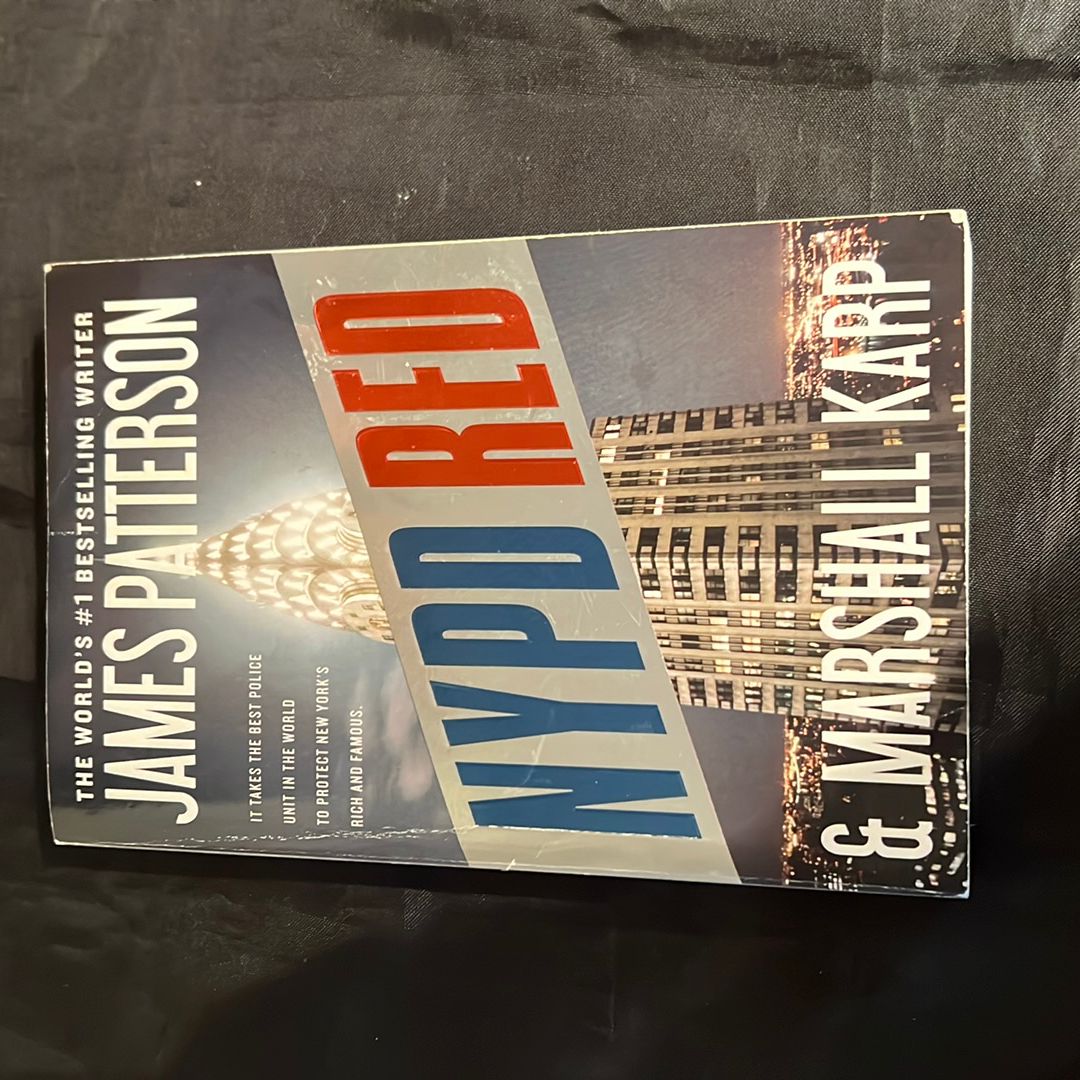 THE WORLD'S #1 BESTSELLING WRITER
JAMES PATTERSON
IT TAKES THE BEST POLICE
UNIT IN THE WORLD
TO PROTECT NEW YORK'S
RICH AND FAMOUS.
NYPD RED
& MARSHALL KARP